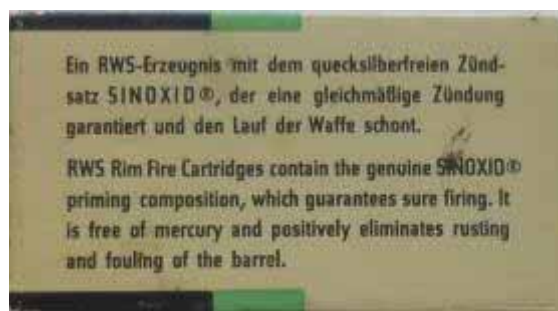 Ein RWS-Erzeugnis mit dem quecksilberfreien Zünd-
satz SINOXID®, der eine gleichmäßige Zündung
garantiert und den Lauf der Waffe schont.
RWS Rim Fire Cartridges contain the genuine SINOXID®
priming composition, which guarantees sure firing. It
is free of mercury and positively eliminates rusting
and fouling of the barrel.